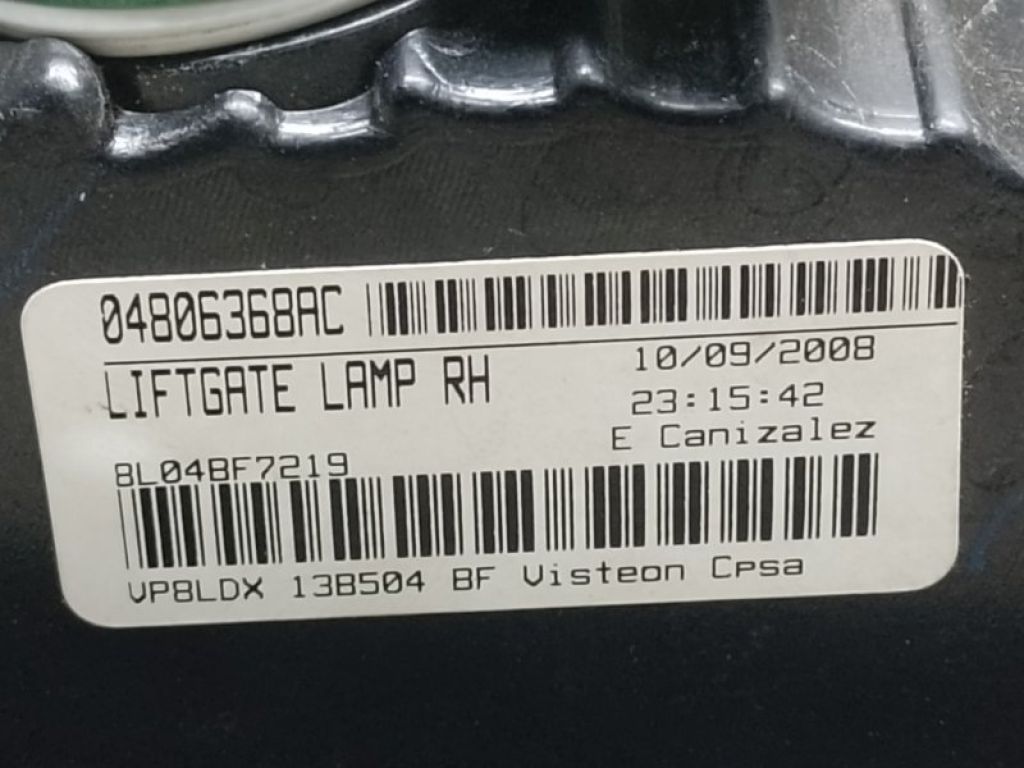 04806368AC
LIFTGATE LAMP RH
10/09/2008
23:15:42
E Canizalez
8L04BF7219
VP8LDX 13B504 BF Visteon Cpsa